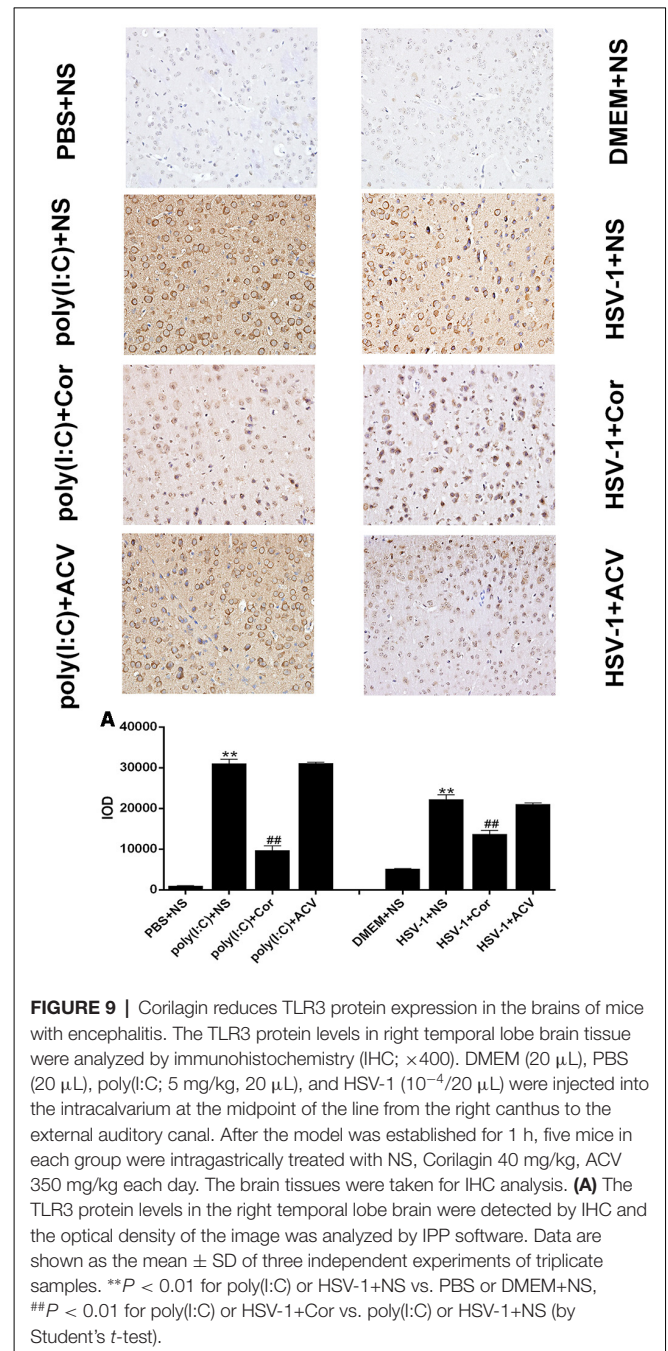 PBS+NS
DMEM+NS
poly(I:C)+NS
HSV-1+NS
poly(I:C)+Cor
HSV-1+Cor
poly(I:C)+ACV
HSV-1+ACV
A
40000
30000
20000
10000
0
IOD
**
##
**
##
PBS+NS
poly(I:C)+NS
poly(I:C)+Cor
poly(I:C)+ACV
DMEM+NS
HSV-1+NS
HSV-1+Cor
HSV-1+ACV
FIGURE 9 | Corilagin reduces TLR3 protein expression in the brains of mice
with encephalitis. The TLR3 protein levels in right temporal lobe brain tissue
were analyzed by immunohistochemistry (IHC; ×400). DMEM (20 μL), PBS
(20 μL), poly(I:C; 5 mg/kg, 20 μL), and HSV-1 (10⁻⁴/20 μL) were injected into
the intracalvarium at the midpoint of the line from the right canthus to the
external auditory canal. After the model was established for 1 h, five mice in
each group were intragastrically treated with NS, Corilagin 40 mg/kg, ACV
350 mg/kg each day. The brain tissues were taken for IHC analysis. (A) The
TLR3 protein levels in the right temporal lobe brain were detected by IHC and
the optical density of the image was analyzed by IPP software. Data are
shown as the mean ± SD of three independent experiments of triplicate
samples. **P < 0.01 for poly(I:C) or HSV-1+NS vs. PBS or DMEM+NS,
##P < 0.01 for poly(I:C) or HSV-1+Cor vs. poly(I:C) or HSV-1+NS (by
Student's t-test).